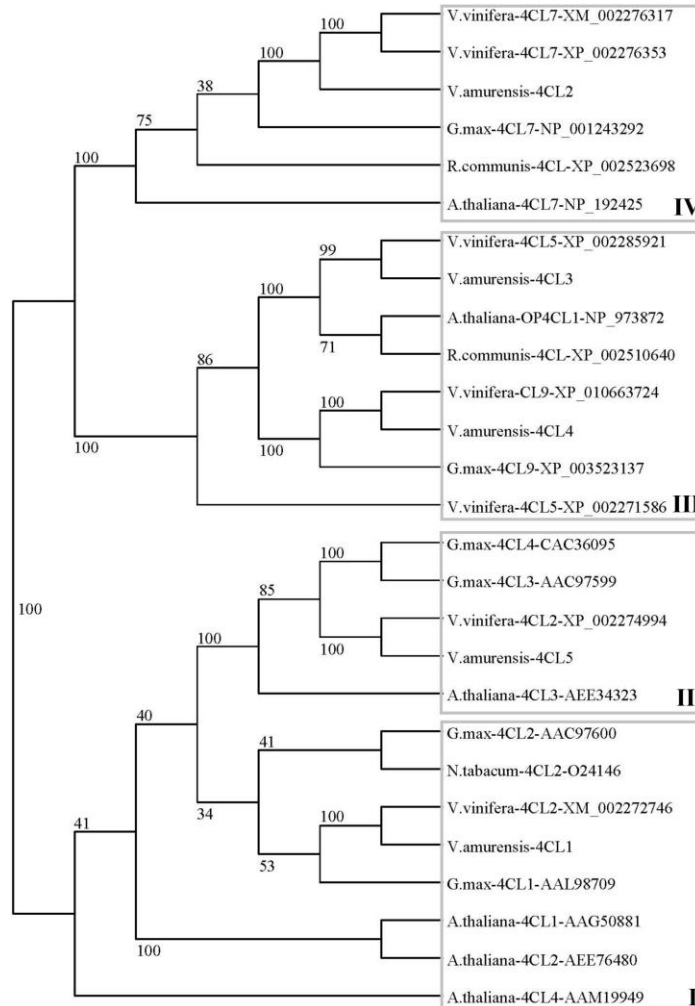 100
V.vinifera-4CL7-XM_002276317
100
V.vinifera-4CL7-XP_002276353
38
V.amurensis-4CL2
75
G.max-4CL7-NP_001243292
100
R.communis-4CL-XP_002523698
A.thaliana-4CL7-NP_192425
IV
V.vinifera-4CL5-XP_002285921
99
V.amurensis-4CL3
100
A.thaliana-OP4CL1-NP_973872
71
R.communis-4CL-XP_002510640
86
V.vinifera-CL9-XP_010663724
100
V.amurensis-4CL4
100
100
G.max-4CL9-XP_003523137
V.vinifera-4CL5-XP_002271586
III
G.max-4CL4-CAC36095
100
G.max-4CL3-AAC97599
85
100
V.vinifera-4CL2-XP_002274994
100
V.amurensis-4CL5
100
A.thaliana-4CL3-AEE34323
II
40
G.max-4CL2-AAC97600
41
N.tabacum-4CL2-O24146
34
V.vinifera-4CL2-XM_002272746
100
41
V.amurensis-4CL1
53
G.max-4CL1-AAL98709
A.thaliana-4CL1-AAG50881
100
A.thaliana-4CL2-AEE76480
A.thaliana-4CL4-AAM19949
I